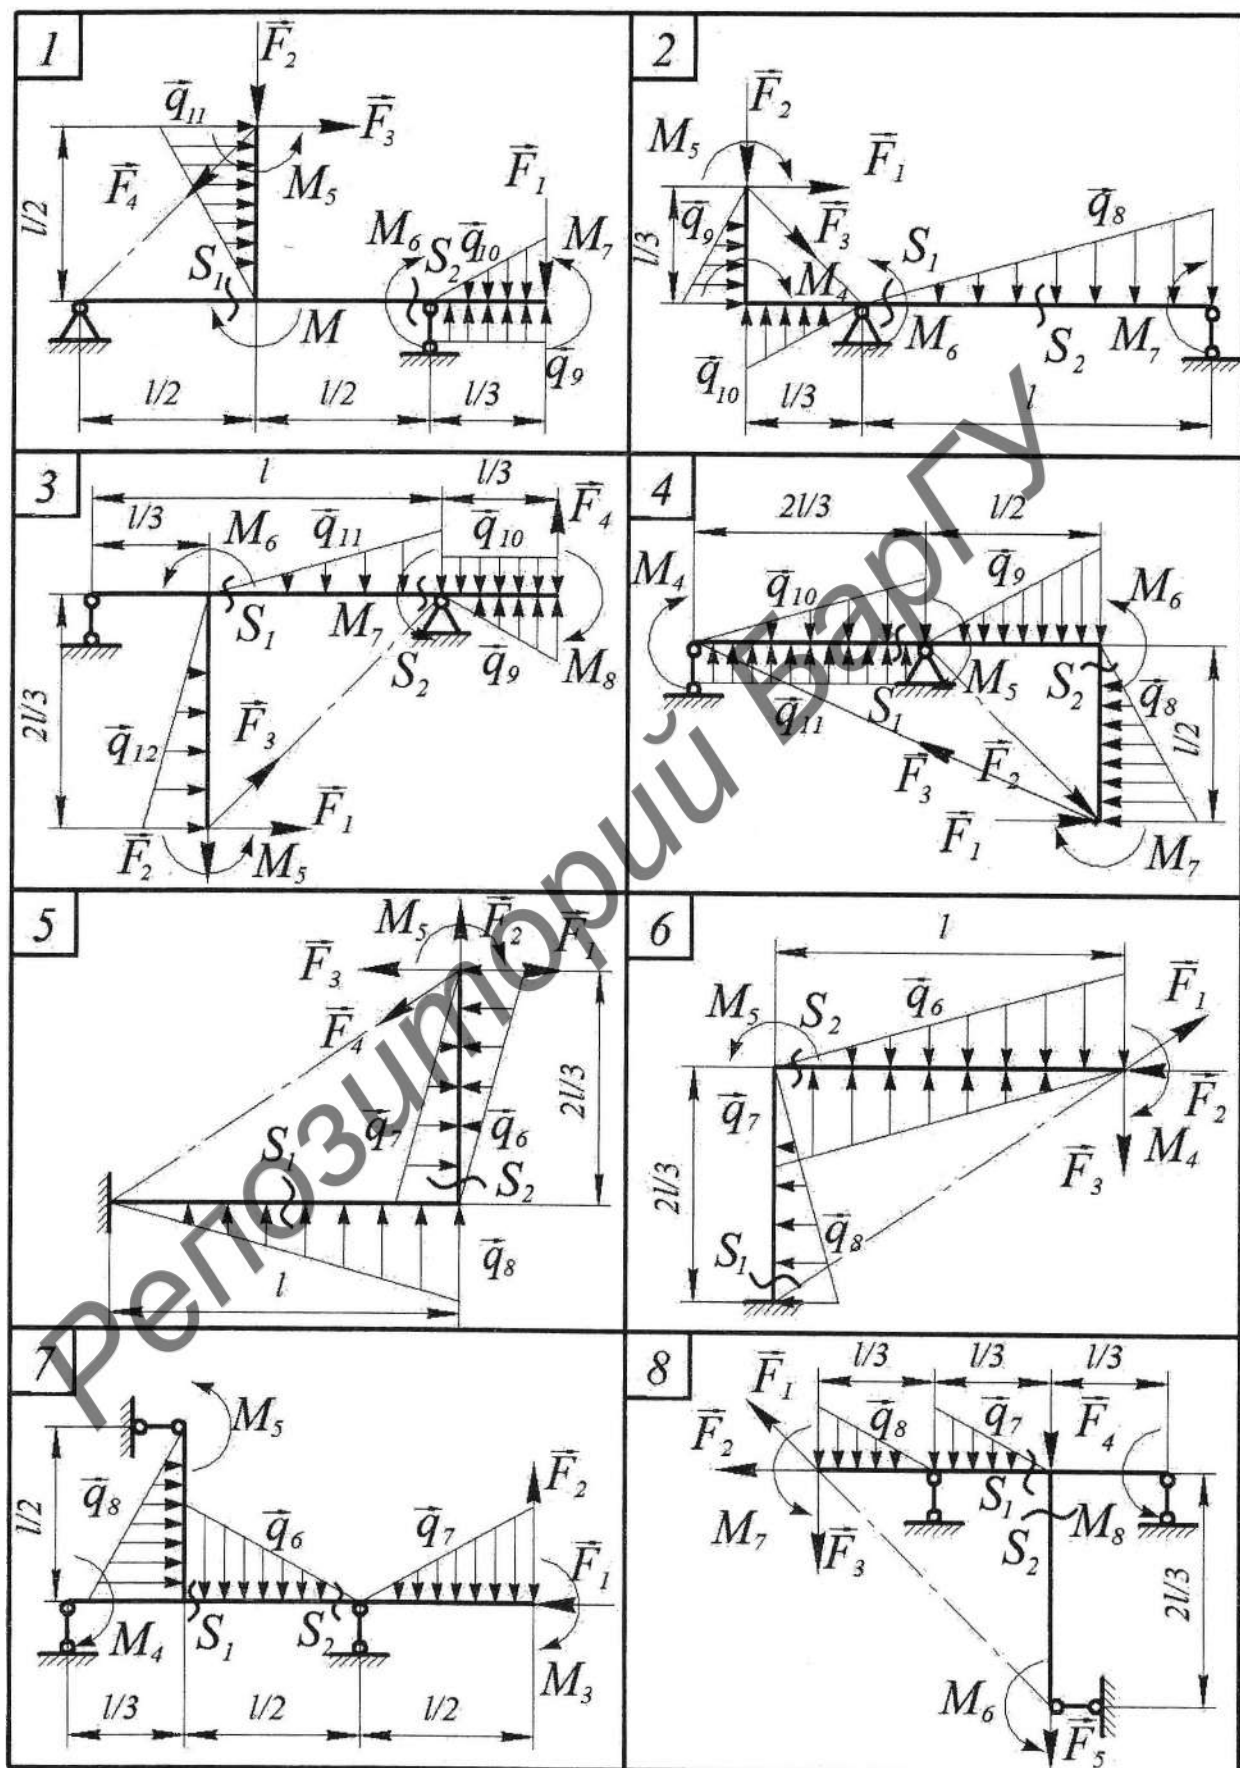 1
F₂
q₁₁
F₃
F₄
M₅
F₁
l/2
M₆
S₂
q₁₀
M₇
S₁
M
q₉
l/2
l/2
l/3
2
F₂
M₅
F₁
q₉
F₃
S₁
q₈
l/3
M₄
M₆
S₂
M₇
q₁₀
l/3
l
3
l
l/3
F₄
l/3
M₆
q₁₁
q₁₀
S₁
M₇
S₂
q₉
M₈
2l/3
q₁₂
F₃
F₁
F₂
M₅
4
2l/3
l/2
M₄
q₁₀
q₉
M₆
M₅
S₂
q₈
q₁₁
S₁
l/2
F₃
F₂
F₁
M₇
5
M₅
F₂
F₁
F₃
F₄
2l/3
q₇
q₆
S₁
S₂
q₈
l
6
l
F₁
M₅
S₂
q₆
F₂
q₇
M₄
F₃
2l/3
S₁
q₈
7
M₅
l/2
q₈
F₂
q₆
q₇
F₁
M₄
S₁
S₂
M₃
l/3
l/2
l/2
8
l/3
l/3
l/3
F₁
F₂
q₈
q₇
F₄
M₇
F₃
S₁
S₂
M₈
2l/3
M₆
F₅
Репозиторий БарГУ